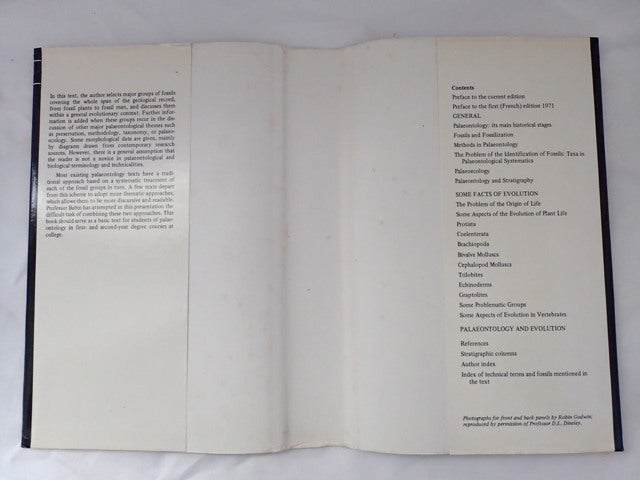 In this text, the author selects major groups of fossils
covering the whole span of the geological record,
from fossil plants to fossil man, and discusses them
within a general evolutionary context. Further infor-
mation is added when these groups occur in the dis-
cussion of other major palaeontological themes such
as preservation, methodology, taxonomy, or palaeo-
ecology. Some morphological data are given, mainly
by diagrams drawn from contemporary research
sources. However, there is a general assumption that
the reader is not a novice in palaeontological and
biological terminology and technicalities.
Most existing palaeontology texts have a tradi-
tional approach based on a systematic treatment of
each of the fossil groups in turn. A few texts depart
from this scheme to adopt more thematic approaches,
which allows them to be more discursive and readable.
Professor Babin has attempted in this presentation the
difficult task of combining these two approaches. This
book should serve as a basic text for students of palae-
ontology in first- and second-year degree courses at
college.
Contents
Preface to the current edition
Preface to the first (French) edition 1971
GENERAL
Palaeontology: its main historical stages
Fossils and Fossilization
Methods in Palaeontology
The Problem of the Identification of Fossils: Taxa in
Palaeontological Systematics
Palaeoecology
Palaeontology and Stratigraphy
SOME FACTS OF EVOLUTION
The Problem of the Origin of Life
Some Aspects of the Evolution of Plant Life
Protista
Coelenterata
Brachiopoda
Bivalve Molluscs
Cephalopod Molluscs
Trilobites
Echinoderms
Graptolites
Some Problematic Groups
Some Aspects of Evolution in Vertebrates
PALAEONTOLOGY AND EVOLUTION
References
Stratigraphic columns
Author index
Index of technical terms and fossils mentioned in
the text
Photographs for front and back panels by Robin Godwin,
reproduced by permission of Professor D.L. Dineley.